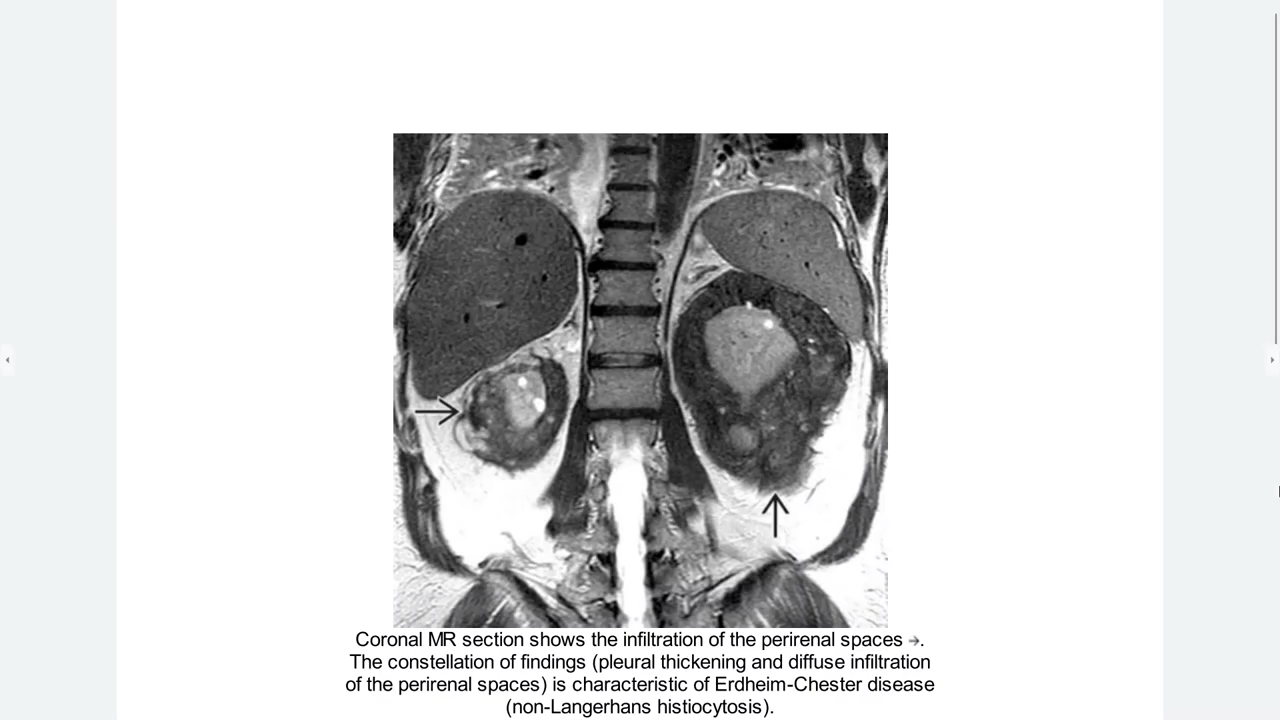 Coronal MR section shows the infiltration of the perirenal spaces →.
The constellation of findings (pleural thickening and diffuse infiltration
of the perirenal spaces) is characteristic of Erdheim-Chester disease
(non-Langerhans histiocytosis).